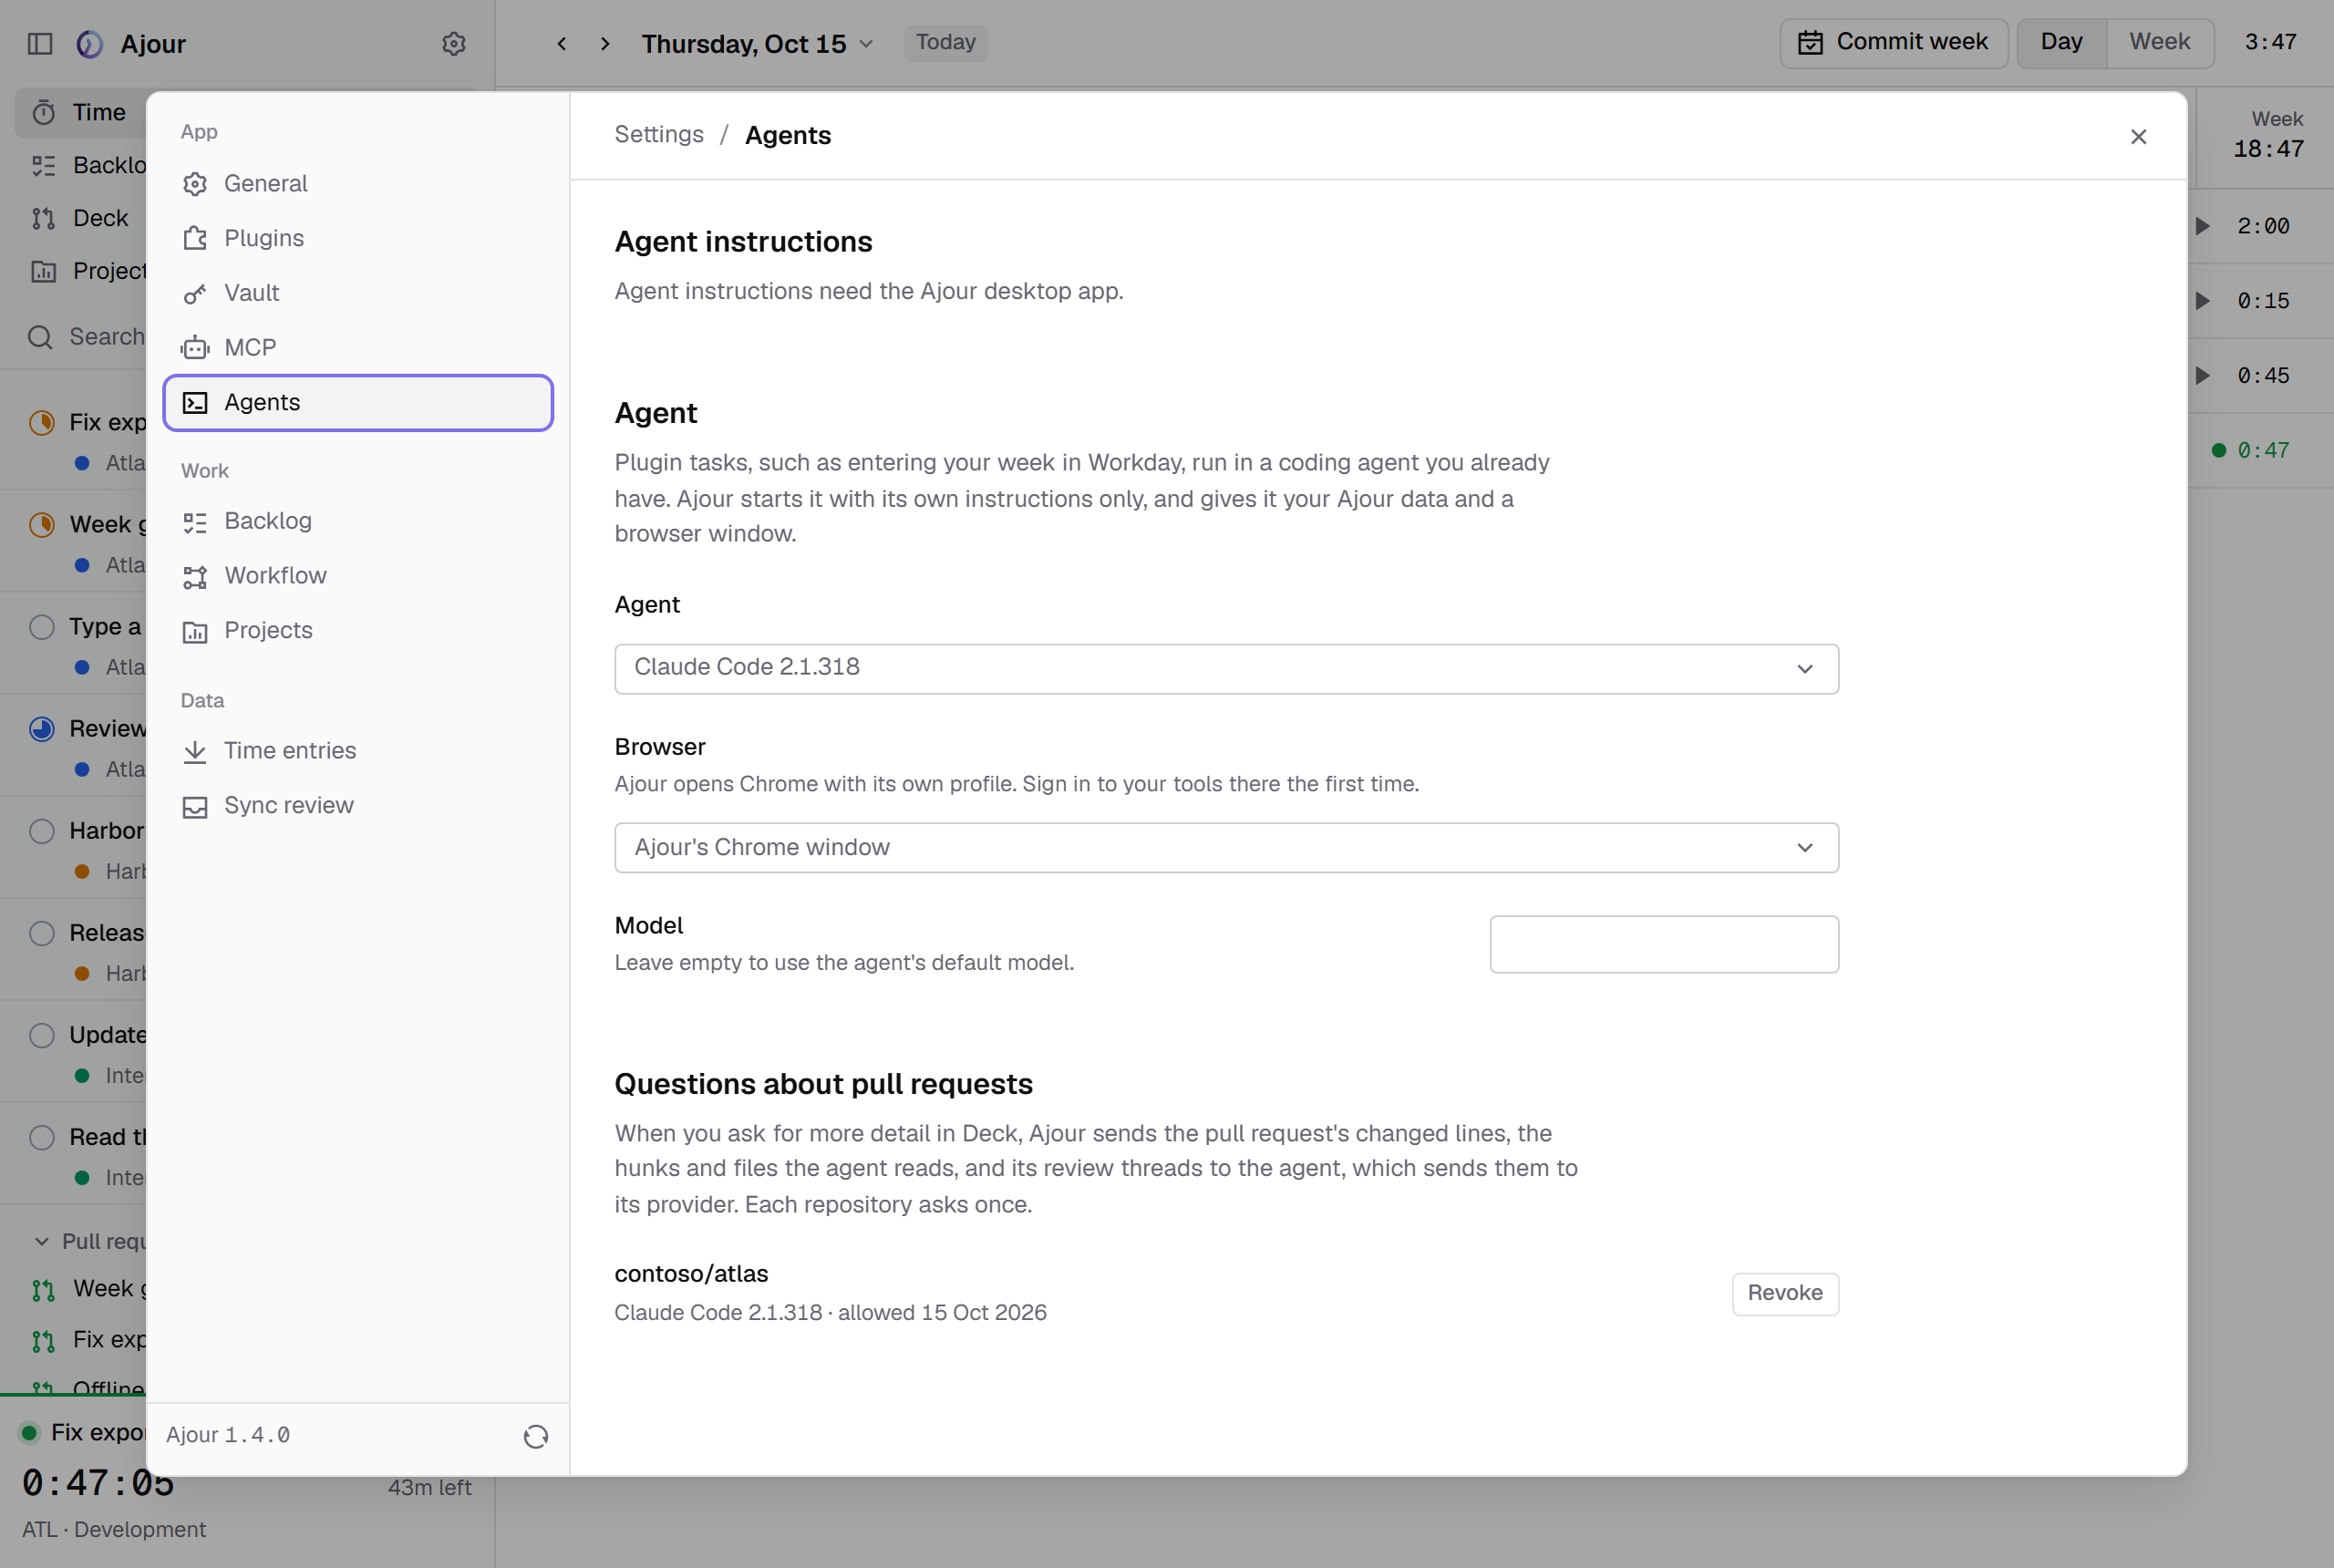 Ajour
Thursday, Oct 15
Today
Commit week
Day
Week
3:47
Time
Backlo
Deck
Project
Search
Fix exp
Atla
Week g
Atla
Type a
Atla
Review
Atla
Harbor
Harb
Releas
Harb
Update
Inte
Read th
Inte
Pull requ
Week g
Fix exp
Offline
Fix expo
0:47:05
43m left
ATL · Development
App
General
Plugins
Vault
MCP
Agents
Work
Backlog
Workflow
Projects
Data
Time entries
Sync review
Ajour 1.4.0
Settings / Agents
Agent instructions
Agent instructions need the Ajour desktop app.
Agent
Plugin tasks, such as entering your week in Workday, run in a coding agent you already
have. Ajour starts it with its own instructions only, and gives it your Ajour data and a
browser window.
Agent
Claude Code 2.1.318
Browser
Ajour opens Chrome with its own profile. Sign in to your tools there the first time.
Ajour's Chrome window
Model
Leave empty to use the agent's default model.
Questions about pull requests
When you ask for more detail in Deck, Ajour sends the pull request's changed lines, the
hunks and files the agent reads, and its review threads to the agent, which sends them to
its provider. Each repository asks once.
contoso/atlas
Claude Code 2.1.318 · allowed 15 Oct 2026
Revoke
Week
18:47
2:00
0:15
0:45
0:47